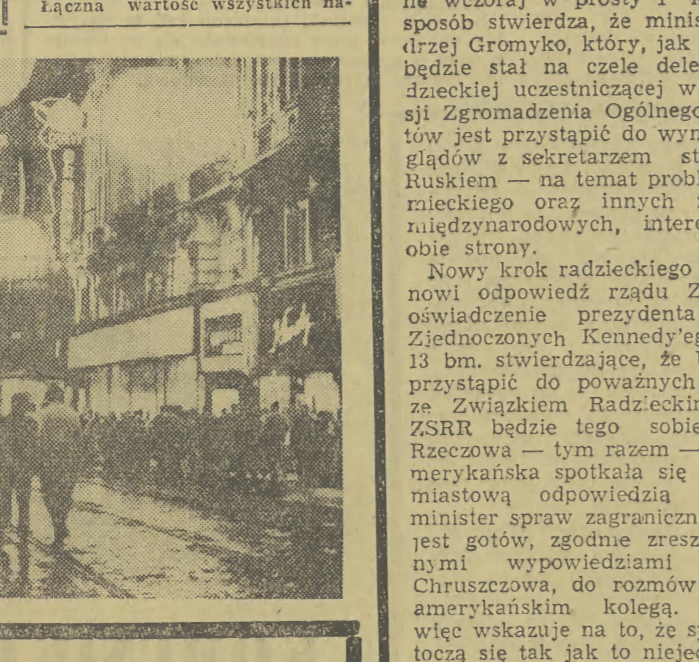 Łączna wartość wszystkich na-
wczoraj w prosty i
sposób stwierdza, że minis
drzej Gromyko, który, jak
będzie stał na czele dele
dzieckiej uczestniczącej w
sji Zgromadzenia Ogólnego
tów jest przystąpić do wym
glądów z sekretarzem st
Ruskiem — na temat probl
mieckiego oraz innych
międzynarodowych, intere
obie strony.
Nowy krok radzieckiego
nowi odpowiedź rządu Z
oświadczenie prezydenta
Zjednoczonych Kennedy'eg
13 bm. stwierdzające, że
przystąpić do poważnych
ze Związkiem Radzieckim
ZSRR będzie tego sobie
Rzeczowa — tym razem —
merykańska spotkała się
miastową odpowiedzią
minister spraw zagraniczn
jest gotów, zgodnie zresz
nymi wypowiedziami
Chruszczowa, do rozmów
amerykańskim kolegą.
więc wskazuje na to, że sp
toczą się tak jak to niejed